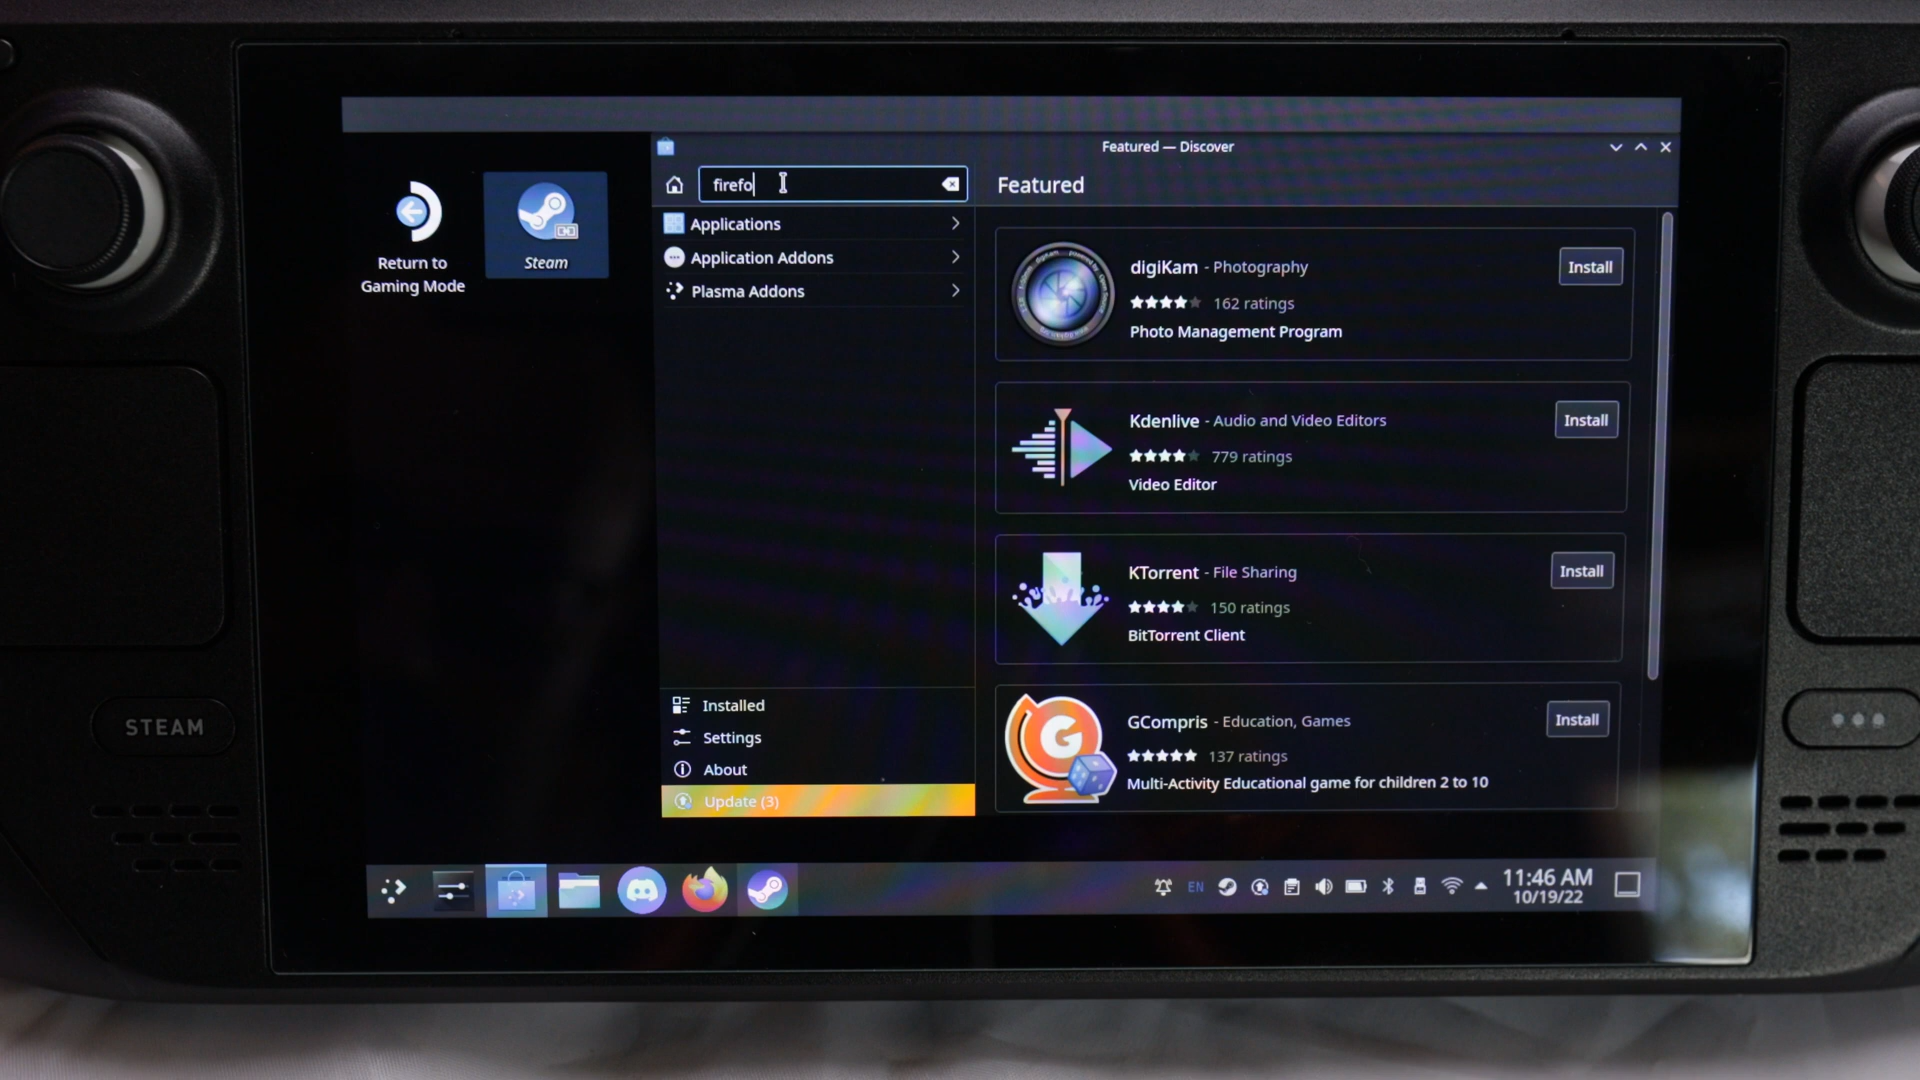 Featured — Discover
firefo
Featured
Return to
Gaming Mode
Steam
Applications
Application Addons
Plasma Addons
digiKam - Photography
162 ratings
Photo Management Program
Install
Kdenlive - Audio and Video Editors
779 ratings
Video Editor
Install
KTorrent - File Sharing
150 ratings
BitTorrent Client
Install
GCompris - Education, Games
137 ratings
Multi-Activity Educational game for children 2 to 10
Install
Installed
Settings
About
Update (3)
STEAM
EN
11:46 AM
10/19/22
G